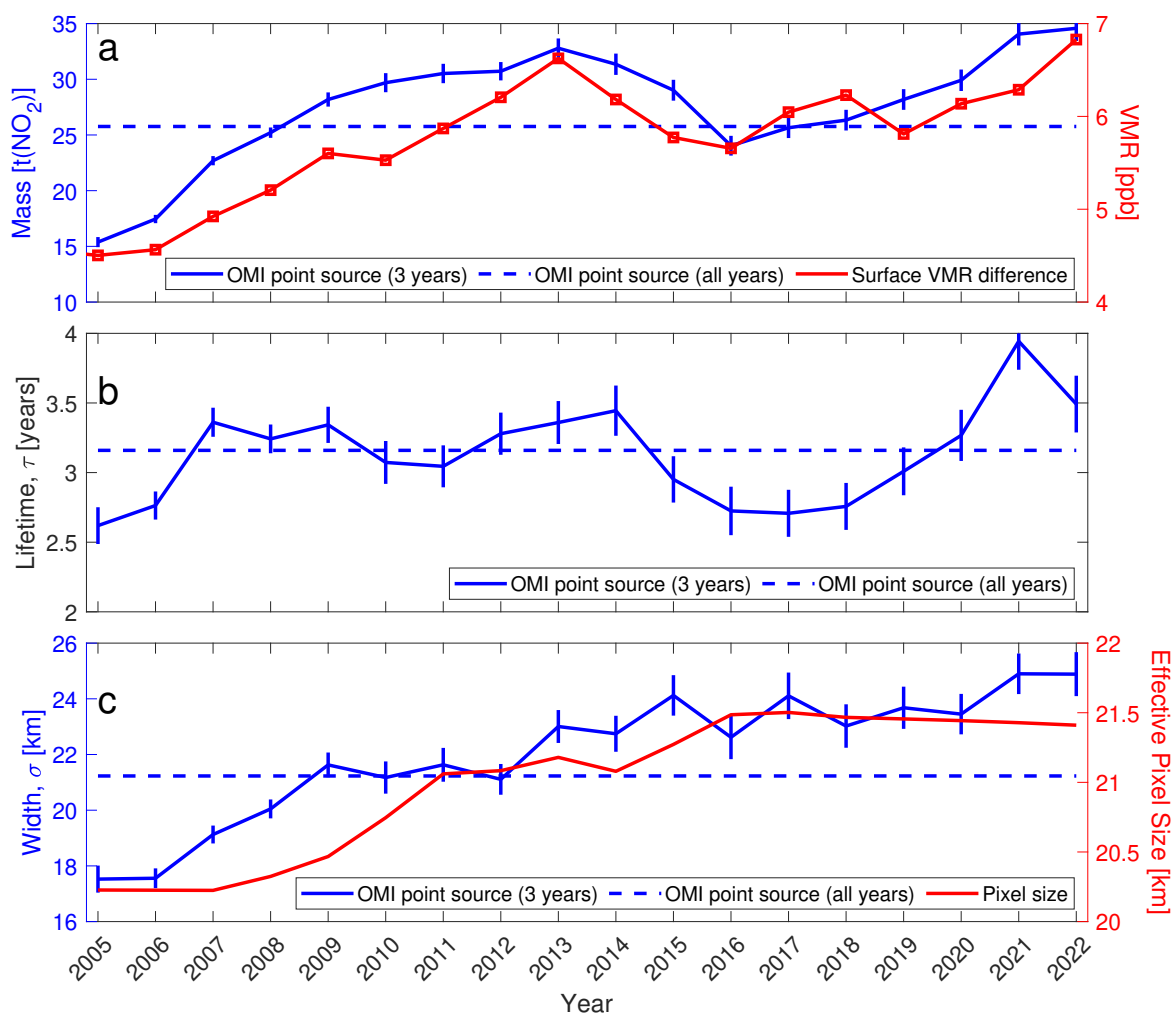 a
Mass [t(NO2)]
35
30
25
20
15
10
VMR [ppb]
7
6
5
4
OMI point source (3 years)
OMI point source (all years)
Surface VMR difference
b
Lifetime, τ [years]
4
3.5
3
2.5
2
OMI point source (3 years)
OMI point source (all years)
c
Width, σ [km]
26
24
22
20
18
16
Effective Pixel Size [km]
22
21.5
21
20.5
20
OMI point source (3 years)
OMI point source (all years)
Pixel size
2005
2006
2007
2008
2009
2010
2011
2012
2013
2014
2015
2016
2017
2018
2019
2020
2021
2022
Year